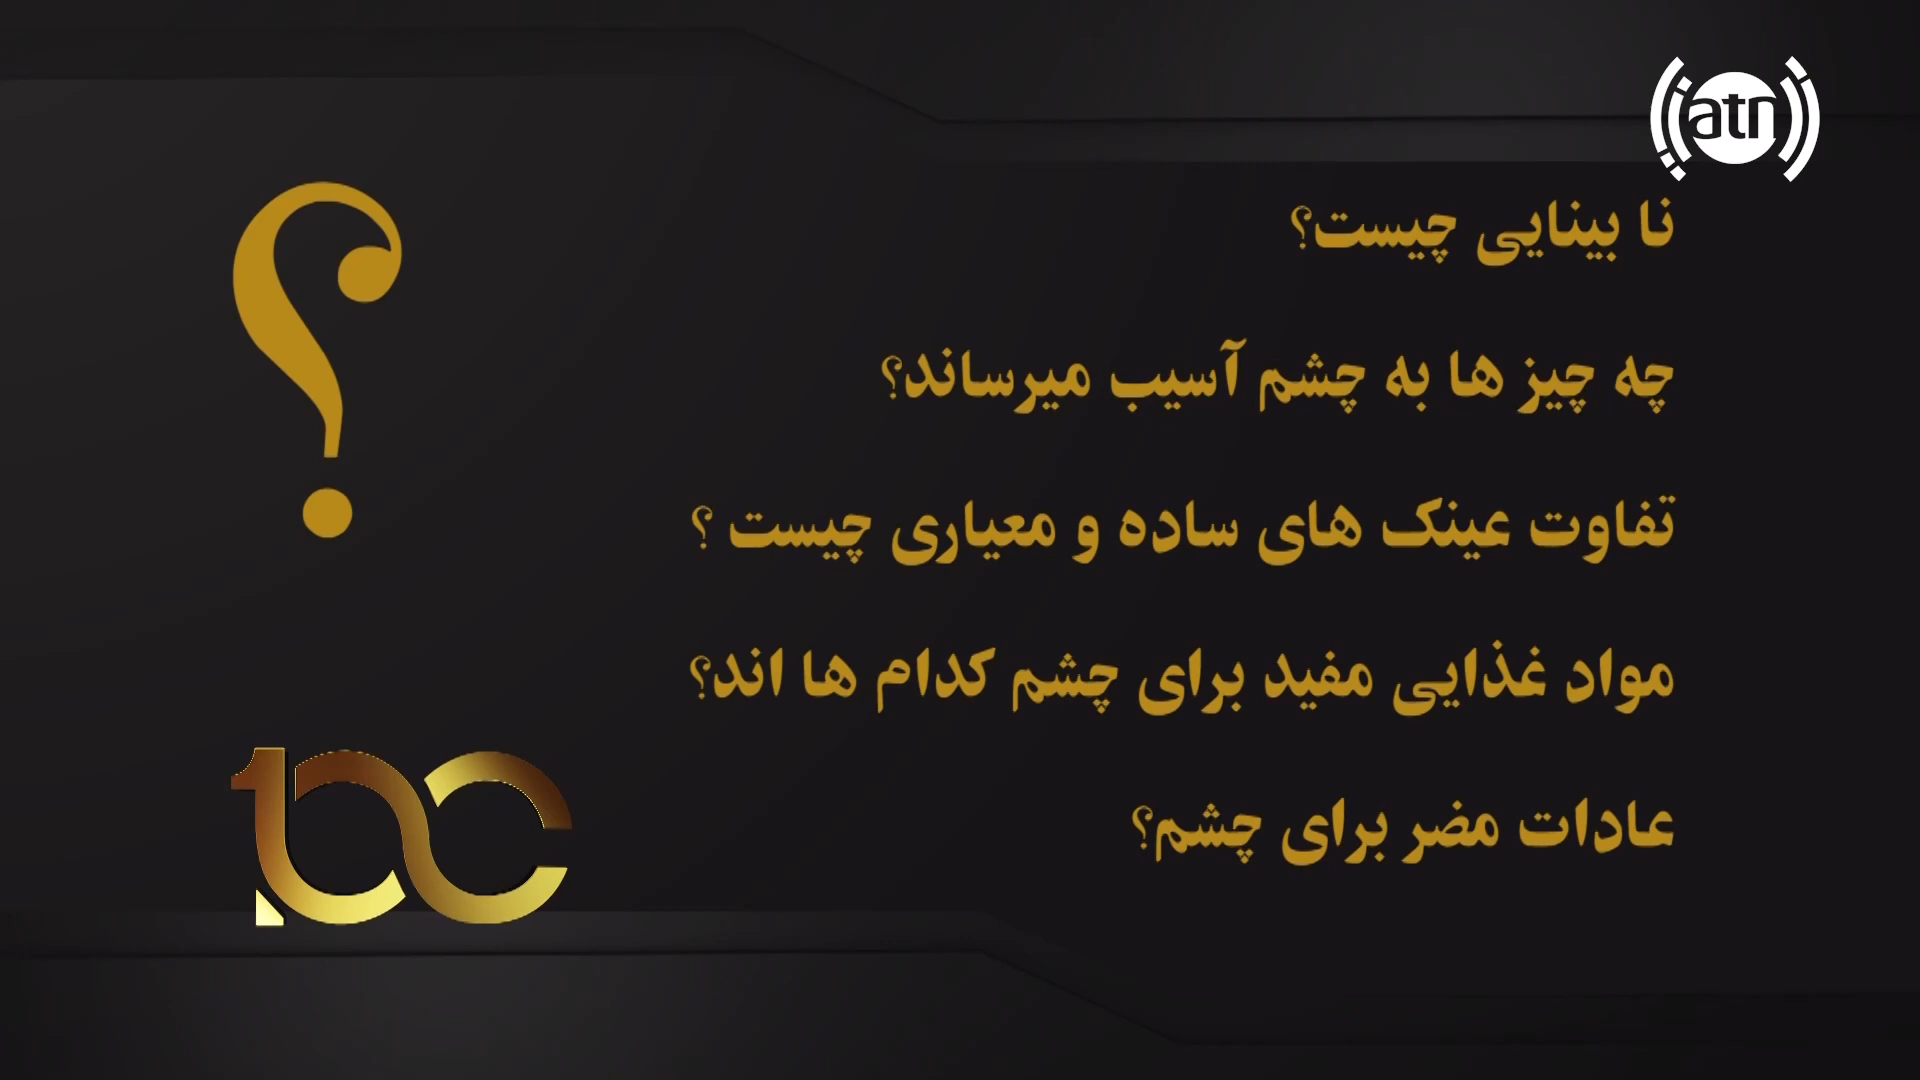 atn
نا بینایی چیست؟
چه چیز ها به چشم آسیب میرساند؟
تفاوت عینک های ساده و معیاری چیست ؟
مواد غذایی مفید برای چشم کدام ها اند؟
عادات مضر برای چشم؟
؟
100